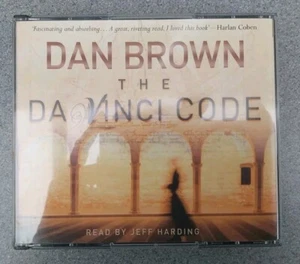 'Fascinating and absorbing ... A great, riveting read. I loved this book' — Harlan Coben
DAN BROWN
THE
DA VINCI CODE
READ BY JEFF HARDING